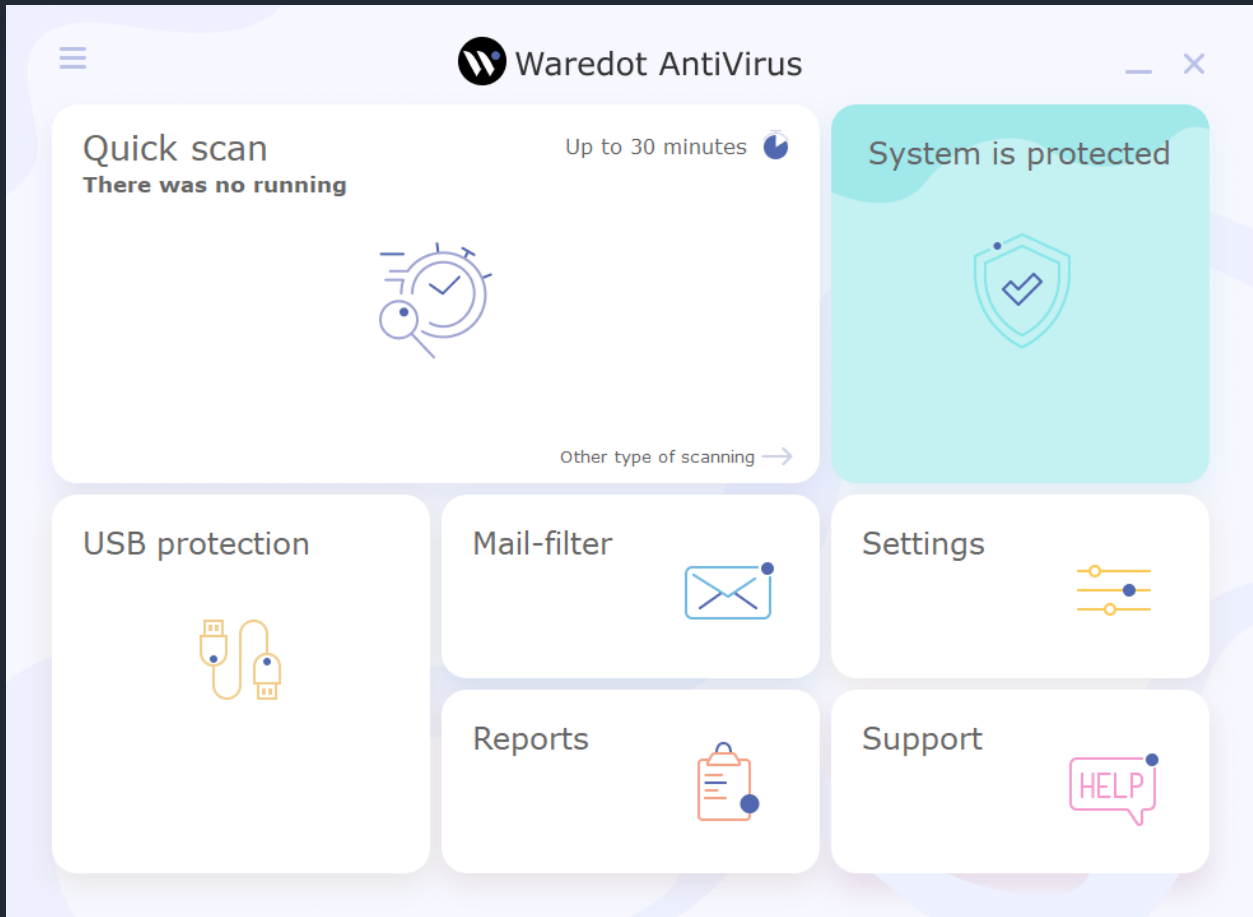 Waredot AntiVirus
Quick scan
Up to 30 minutes
There was no running
Other type of scanning
System is protected
USB protection
Mail-filter
Settings
Reports
Support
HELP